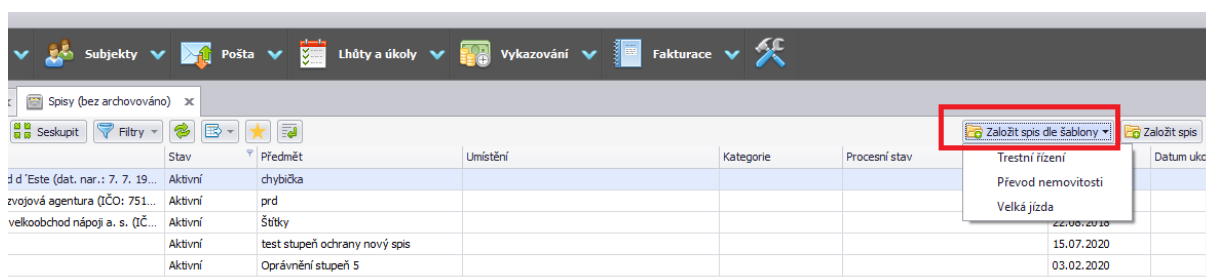 Subjekty Pošta Lhůty a úkoly Vykazování Fakturace
Spisy (bez archovováno) x
Seskupit Filtry Založit spis dle šablony Založit spis
Stav Předmět Umístění Kategorie Procesní stav Datum uko
Trestní řízení
Převod nemovitosti
Velká jízda
d d´Este (dat. nar.: 7. 7. 19... Aktivní chybička
zvojová agentura (IČO: 751... Aktivní prd
velkoobchod nápoji a. s. (IČ... Aktivní Štítky 22.08.2018
Aktivní test stupeň ochrany nový spis 15.07.2020
Aktivní Oprávnění stupeň 5 03.02.2020